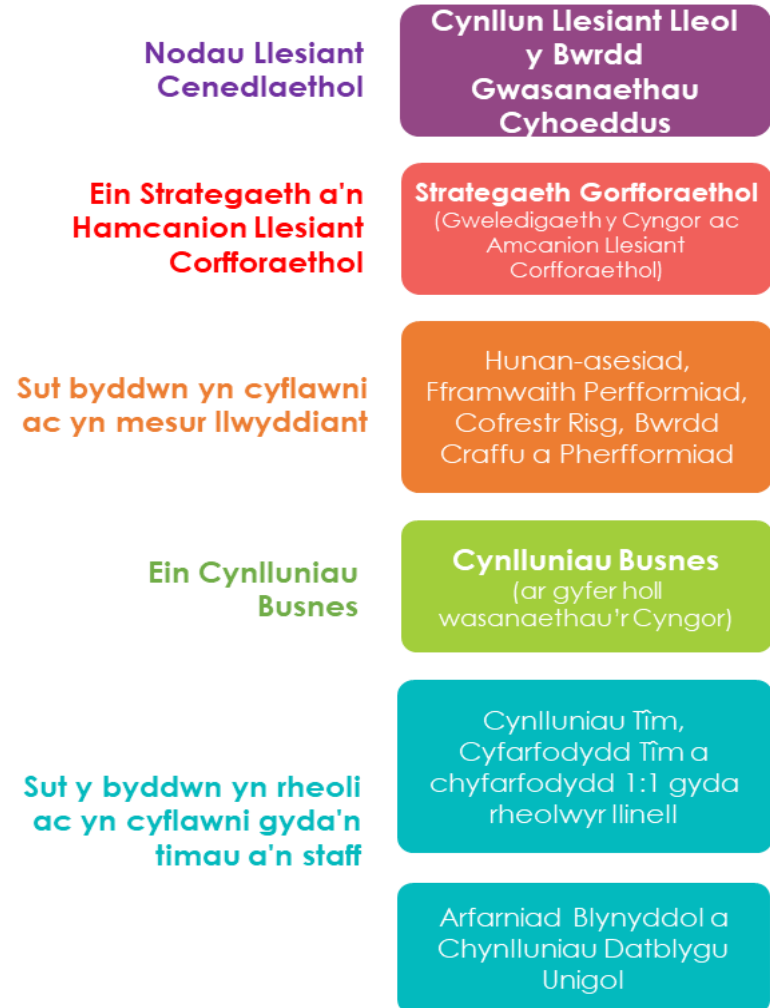 Nodau Llesiant
Cenedlaethol
Cynllun Llesiant Lleol
y Bwrdd
Gwasanaethau
Cyhoeddus
Ein Strategaeth a'n
Hamcanion Llesiant
Corfforaethol
Strategaeth Gorfforaethol
(Gweledigaeth y Cyngor ac
Amcanion Llesiant
Corfforaethol)
Sut byddwn yn cyflawni
ac yn mesur llwyddiant
Hunan-asesiad,
Fframwaith Perfformiad,
Cofrestr Risg, Bwrdd
Craffu a Pherfformiad
Ein Cynlluniau
Busnes
Cynlluniau Busnes
(ar gyfer holl
wasanaethau'r Cyngor)
Sut y byddwn yn rheoli
ac yn cyflawni gyda'n
timau a'n staff
Cynlluniau Tîm,
Cyfarfodydd Tîm a
chyfarfodydd 1:1 gyda
rheolwyr llinell
Arfarniad Blynyddol a
Chynlluniau Datblygu
Unigol